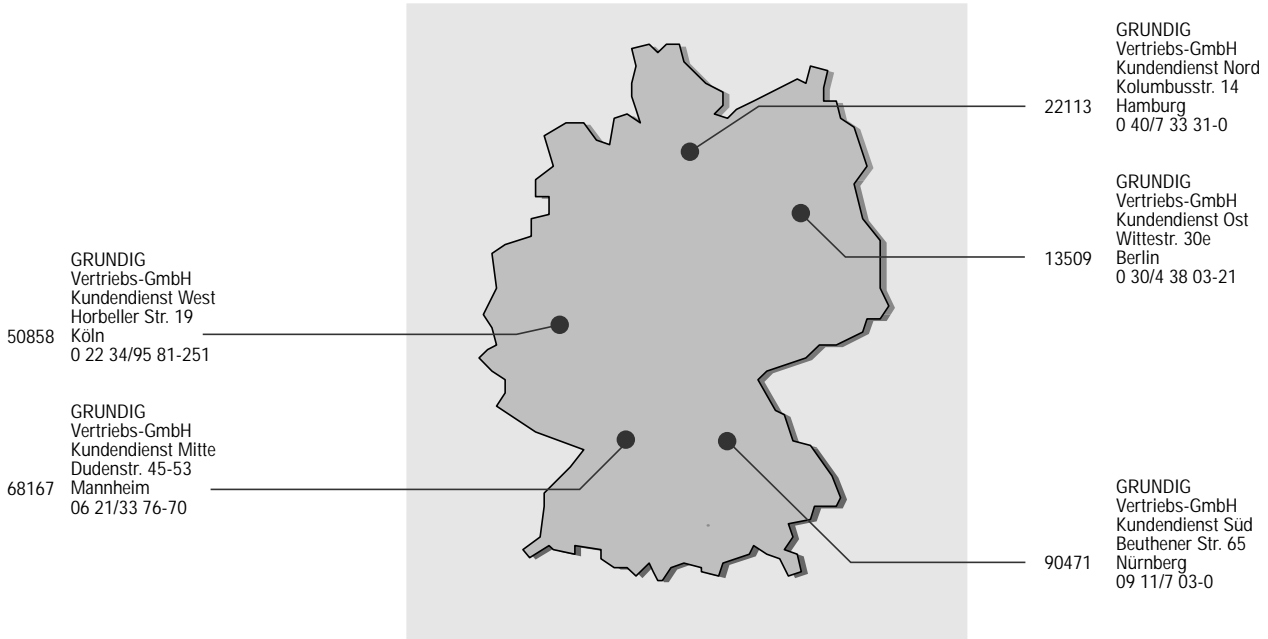 GRUNDIG
Vertriebs-GmbH
Kundendienst Nord
Kolumbusstr. 14
22113 Hamburg
0 40/7 33 31-0
GRUNDIG
Vertriebs-GmbH
Kundendienst Ost
Wittestr. 30e
13509 Berlin
0 30/4 38 03-21
GRUNDIG
Vertriebs-GmbH
Kundendienst West
Horbeller Str. 19
50858 Köln
0 22 34/95 81-251
GRUNDIG
Vertriebs-GmbH
Kundendienst Mitte
Dudenstr. 45-53
68167 Mannheim
06 21/33 76-70
GRUNDIG
Vertriebs-GmbH
Kundendienst Süd
Beuthener Str. 65
90471 Nürnberg
09 11/7 03-0